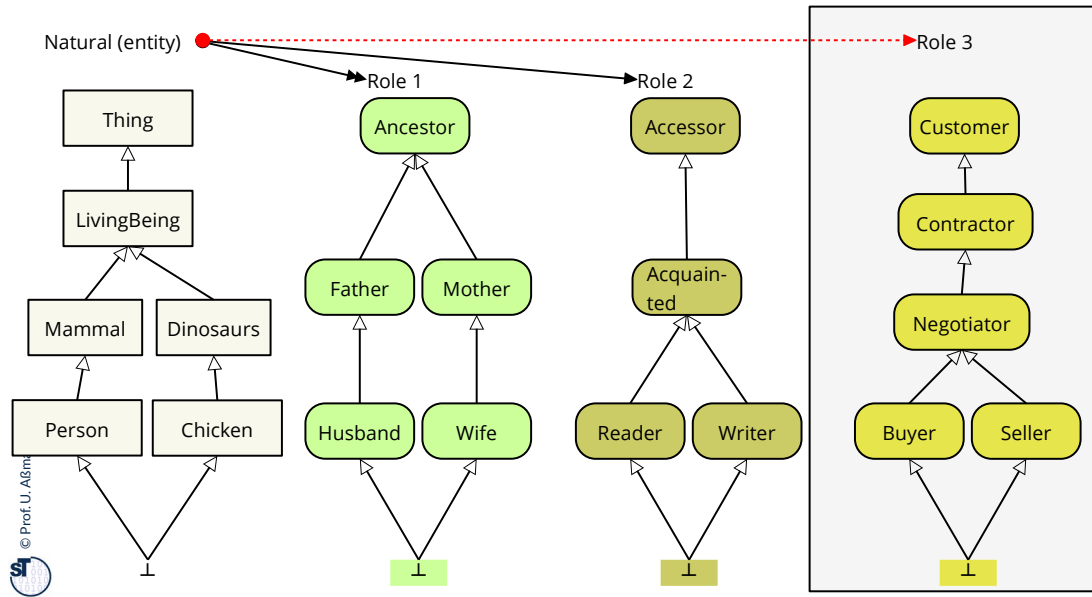 Natural (entity)
Role 3
Role 1
Role 2
Thing
Ancestor
Accessor
Customer
LivingBeing
Contractor
Father
Mother
Acquain-
ted
Mammal
Dinosaurs
Negotiator
Person
Chicken
Husband
Wife
Reader
Writer
Buyer
Seller
© Prof. U.
⊥
⊥
⊥
⊥
ST